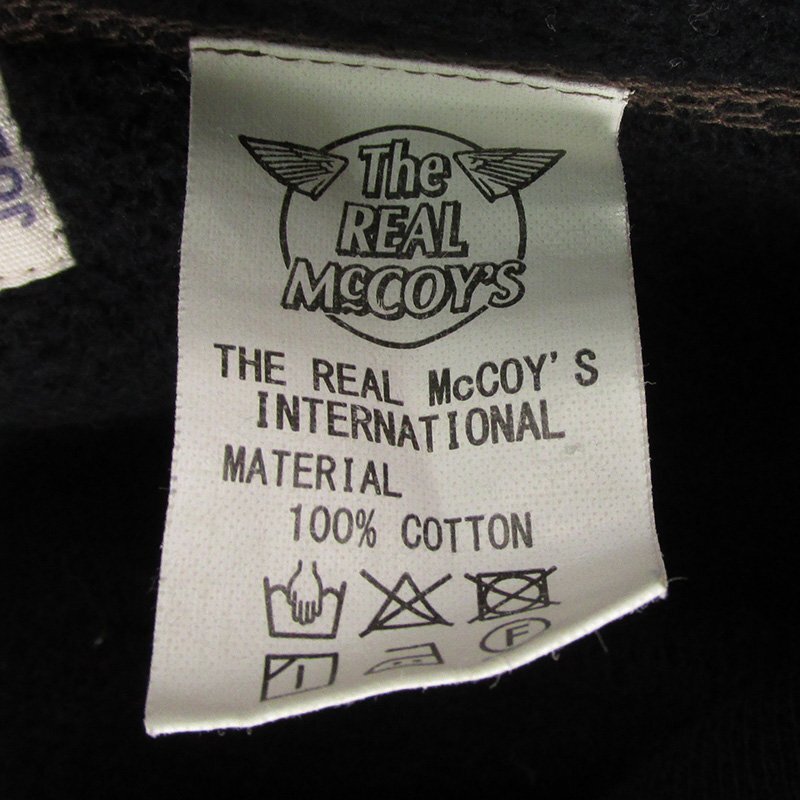 The
REAL
McCOY'S
THE REAL McCOY'S
INTERNATIONAL
MATERIAL
100% COTTON
F